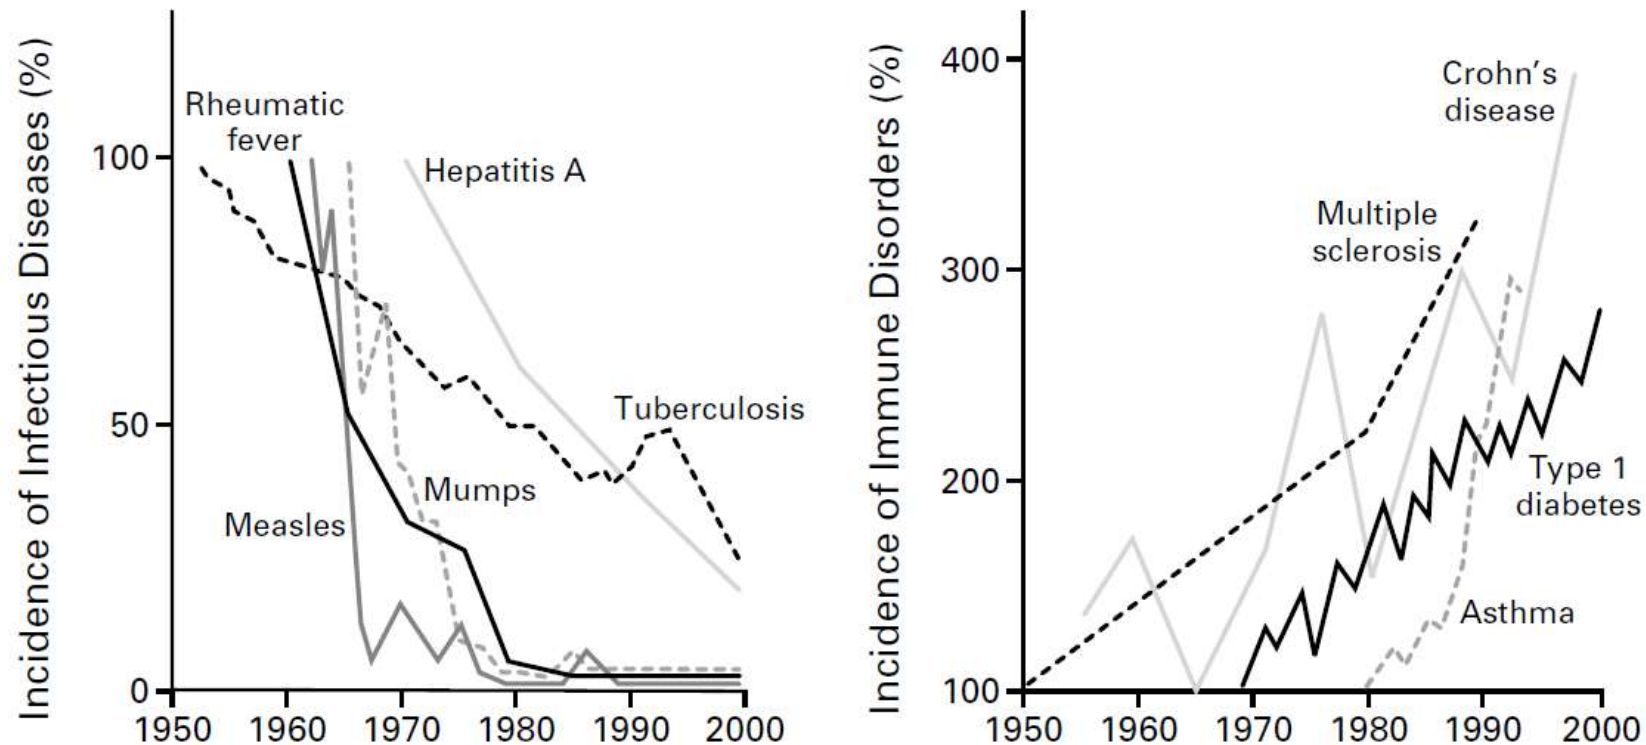 Incidence of Infectious Diseases (%)
100
50
0
1950 1960 1970 1980 1990 2000
Rheumatic
fever
Hepatitis A
Tuberculosis
Mumps
Measles
Incidence of Immune Disorders (%)
400
300
200
100
1950 1960 1970 1980 1990 2000
Crohn's
disease
Multiple
sclerosis
Type 1
diabetes
Asthma